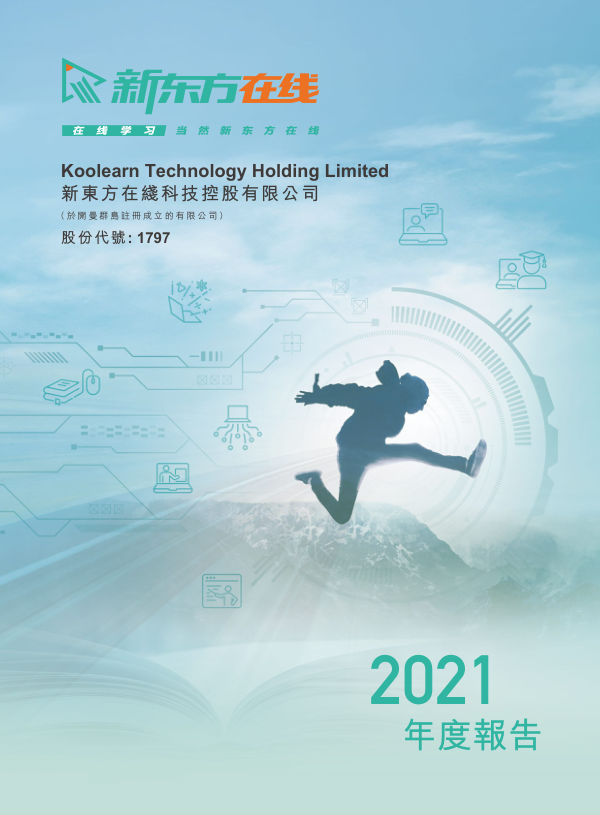 新东方在线
在线学习 当然新东方在线
Koolearn Technology Holding Limited
新東方在綫科技控股有限公司
(於開曼群島註冊成立的有限公司)
股份代號: 1797
2021
年度報告